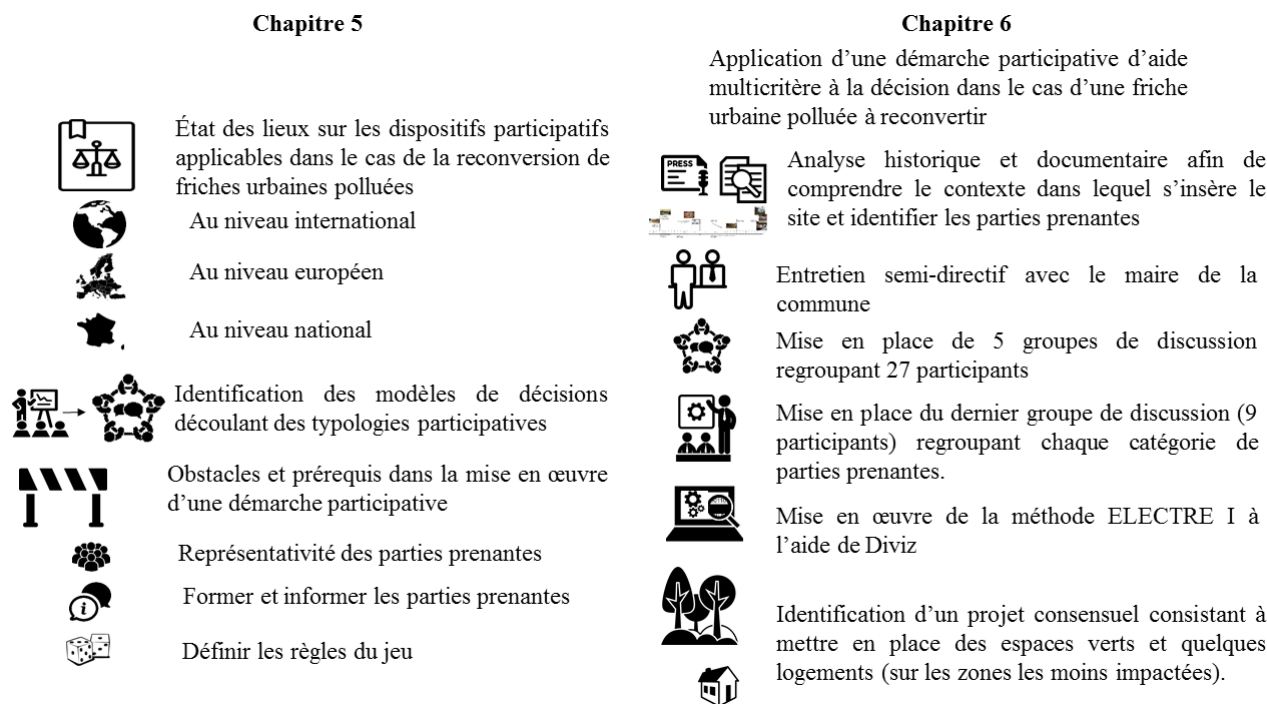 Chapitre 5
État des lieux sur les dispositifs participatifs
applicables dans le cas de la reconversion de
friches urbaines polluées
Au niveau international
Au niveau européen
Au niveau national
Identification des modèles de décisions
découlant des typologies participatives
Obstacles et prérequis dans la mise en œuvre
d'une démarche participative
Représentativité des parties prenantes
Former et informer les parties prenantes
Définir les règles du jeu
Chapitre 6
Application d'une démarche participative d'aide
multicritère à la décision dans le cas d'une friche
urbaine polluée à reconvertir
PRESS
Analyse historique et documentaire afin de
comprendre le contexte dans lequel s'insère le
site et identifier les parties prenantes
Entretien semi-directif avec le maire de la
commune
Mise en place de 5 groupes de discussion
regroupant 27 participants
Mise en place du dernier groupe de discussion (9
participants) regroupant chaque catégorie de
parties prenantes.
Mise en œuvre de la méthode ELECTRE I à
l'aide de Diviz
Identification d'un projet consensuel consistant à
mettre en place des espaces verts et quelques
logements (sur les zones les moins impactées).